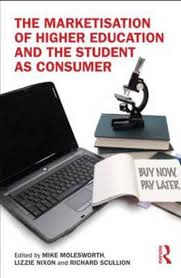 THE MARKETISATION
OF HIGHER EDUCATION
AND THE STUDENT
AS CONSUMER
BUY NOW,
PAY LATER
Edited by MIKE MOLESWORTH,
LIZZIE NIXON and RICHARD SCULLION